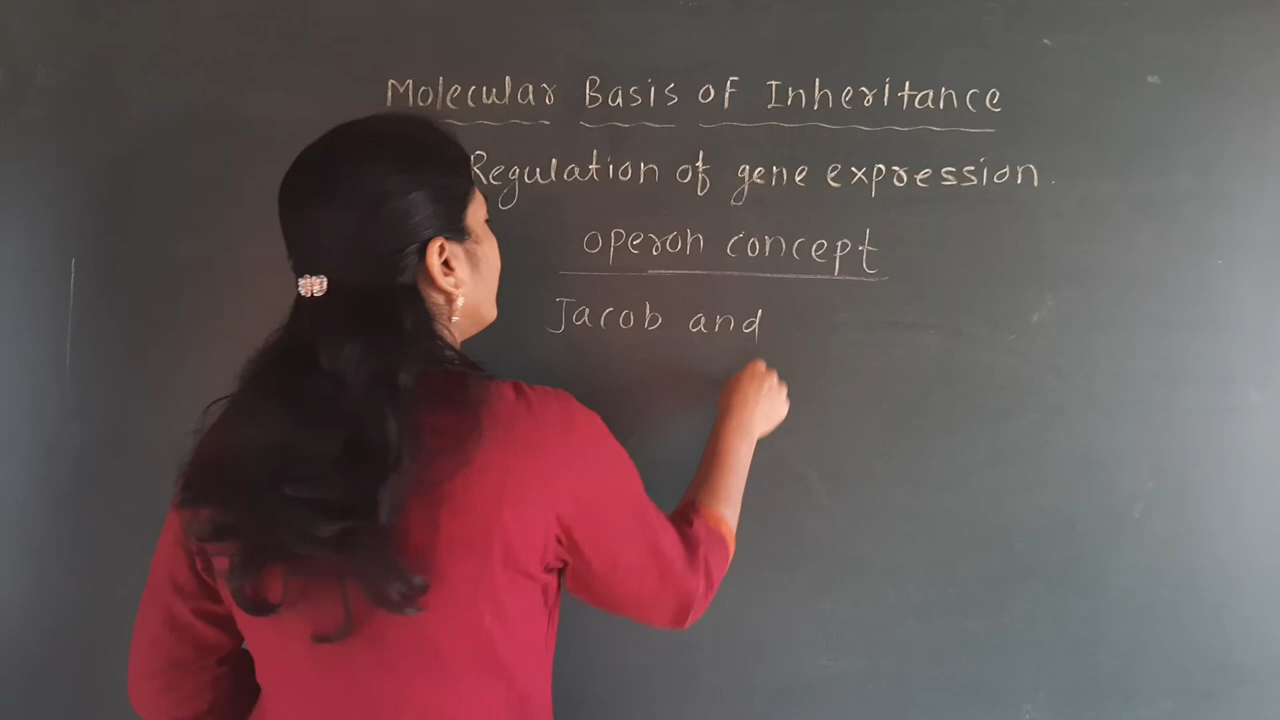 Molecular Basis of Inheritance
Regulation of gene expression.
operon concept
Jacob and